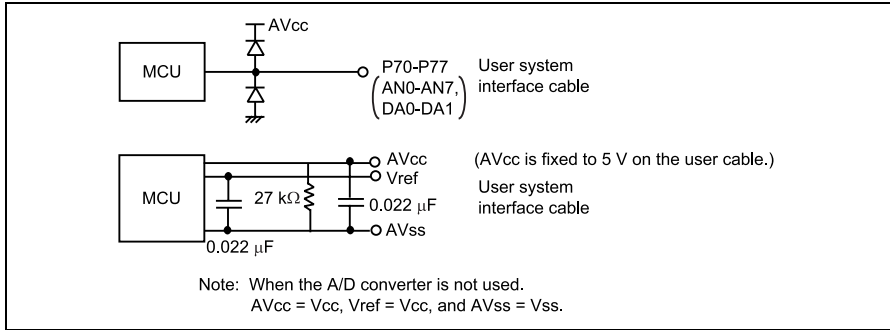 AVcc
MCU
P70-P77
(AN0-AN7,
DA0-DA1)
User system
interface cable
MCU
AVcc
(AVcc is fixed to 5 V on the user cable.)
Vref
27 kΩ
0.022 μF
User system
interface cable
AVss
0.022 μF
Note: When the A/D converter is not used.
AVcc = Vcc, Vref = Vcc, and AVss = Vss.